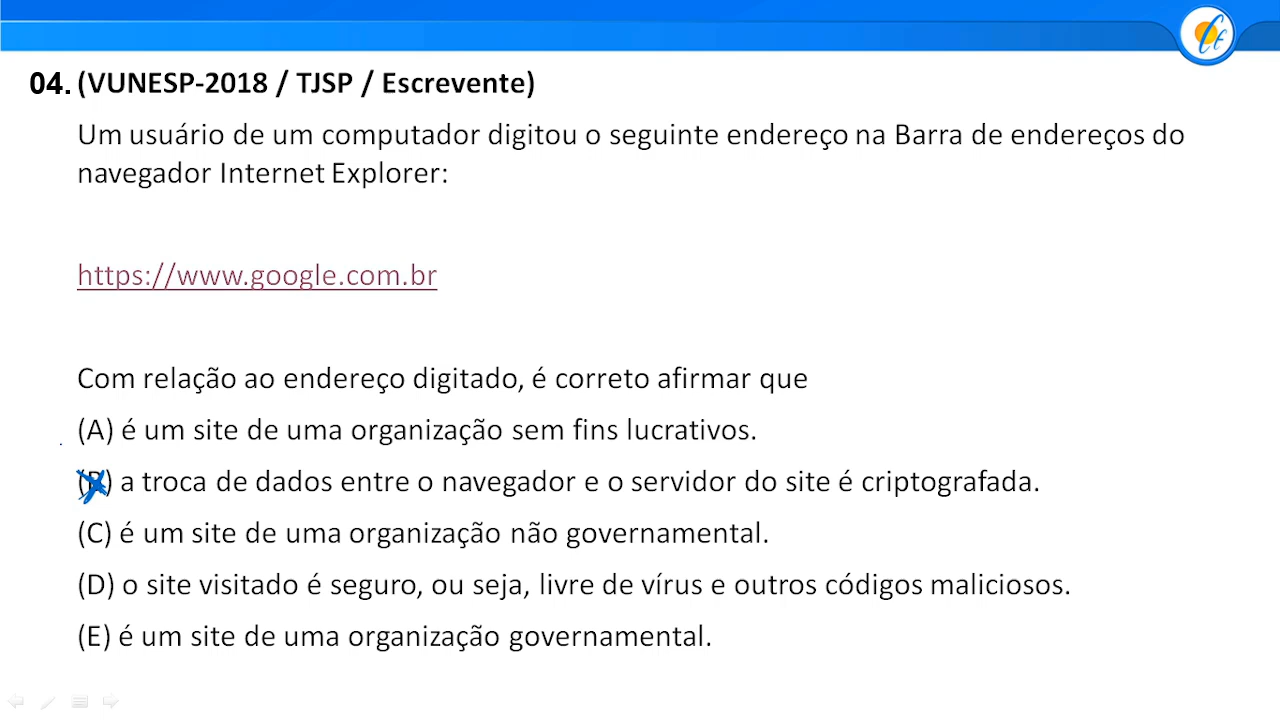 04. (VUNESP-2018 / TJSP / Escrevente)
Um usuário de um computador digitou o seguinte endereço na Barra de endereços do
navegador Internet Explorer:
https://www.google.com.br
Com relação ao endereço digitado, é correto afirmar que
(A) é um site de uma organização sem fins lucrativos.
(B) a troca de dados entre o navegador e o servidor do site é criptografada.
(C) é um site de uma organização não governamental.
(D) o site visitado é seguro, ou seja, livre de vírus e outros códigos maliciosos.
(E) é um site de uma organização governamental.